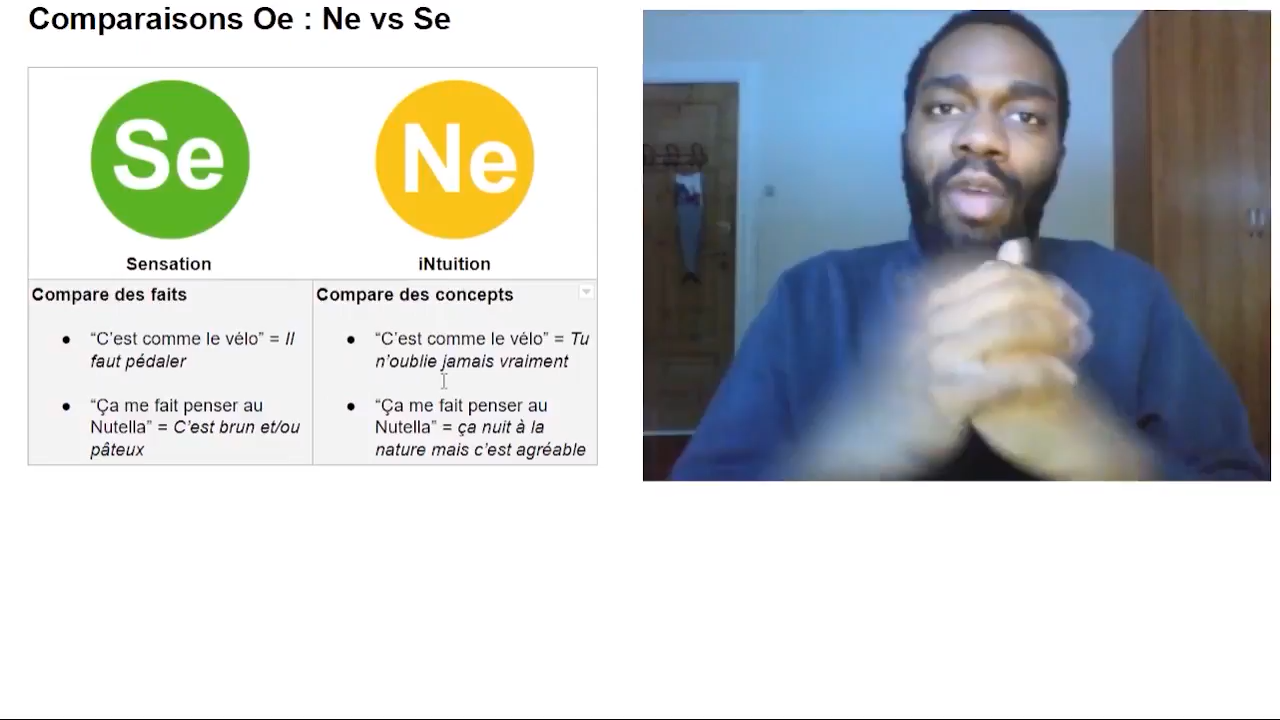 Comparaisons Oe : Ne vs Se
Se
Ne
Sensation
iNtuition
Compare des faits
● “C’est comme le vélo” = Il
faut pédaler
● “Ça me fait penser au
Nutella” = C’est brun et/ou
pâteux
Compare des concepts
● “C’est comme le vélo” = Tu
n’oublie jamais vraiment
● “Ça me fait penser au
Nutella” = ça nuit à la
nature mais c’est agréable